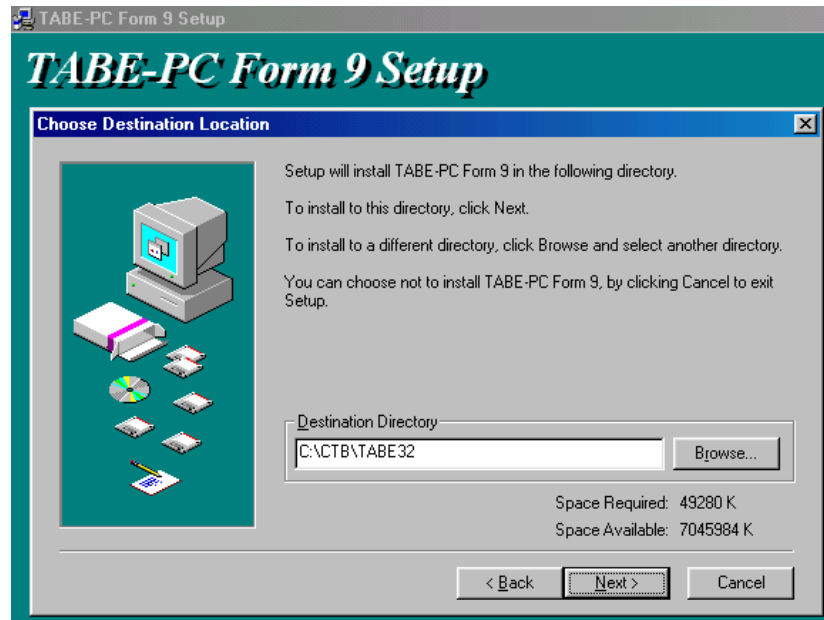 TABE-PC Form 9 Setup
TABE-PC Form 9 Setup
Choose Destination Location
Setup will install TABE-PC Form 9 in the following directory.
To install to this directory, click Next.
To install to a different directory, click Browse and select another directory.
You can choose not to install TABE-PC Form 9, by clicking Cancel to exit
Setup.
Destination Directory
C:\CTB\TABE32
Browse...
Space Required: 49280 K
Space Available: 7045984 K
< Back Next > Cancel